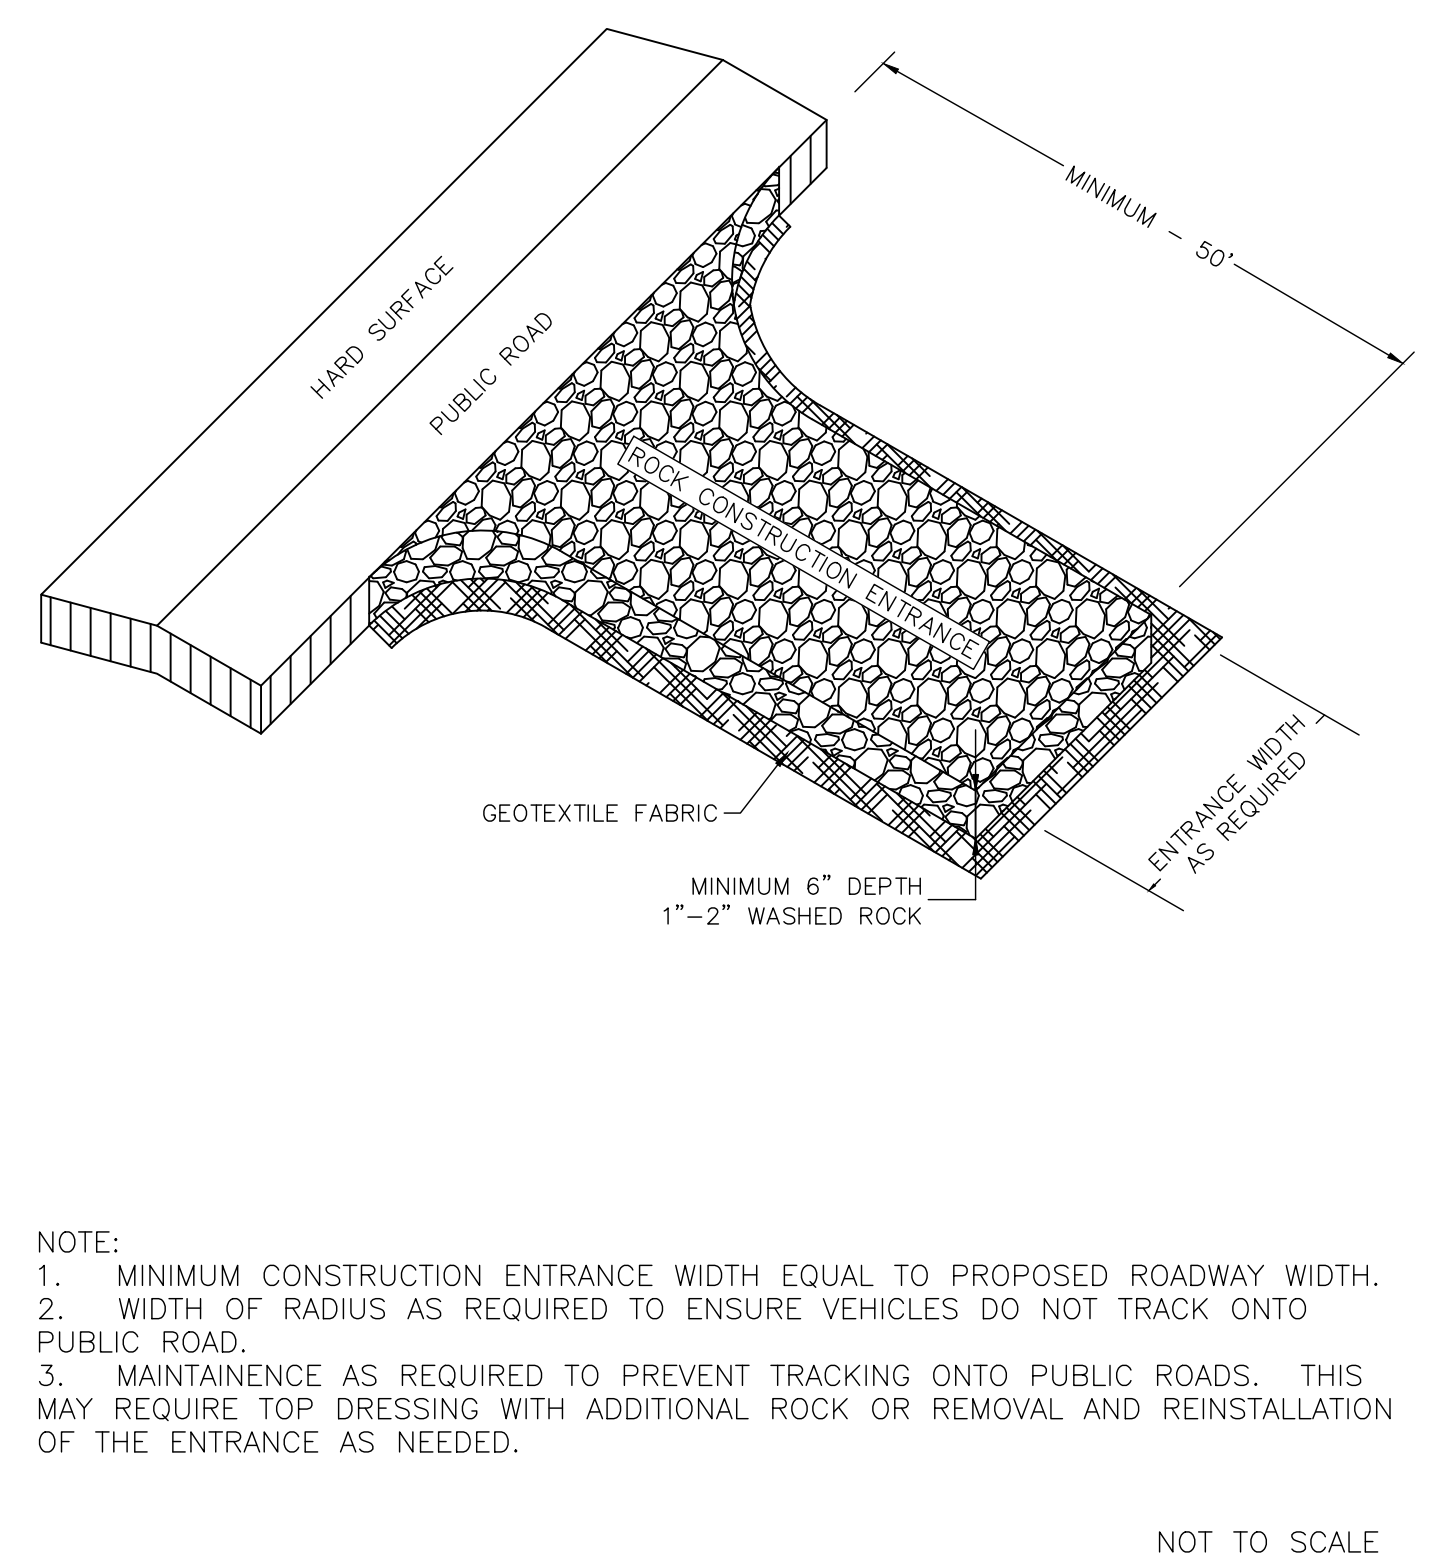 MINIMUM - 50'
HARD SURFACE
PUBLIC ROAD
ROCK CONSTRUCTION ENTRANCE
ENTRANCE WIDTH
AS REQUIRED
GEOTEXTILE FABRIC
MINIMUM 6" DEPTH
1"-2" WASHED ROCK
NOTE:
1. MINIMUM CONSTRUCTION ENTRANCE WIDTH EQUAL TO PROPOSED ROADWAY WIDTH.
2. WIDTH OF RADIUS AS REQUIRED TO ENSURE VEHICLES DO NOT TRACK ONTO
PUBLIC ROAD.
3. MAINTAINENCE AS REQUIRED TO PREVENT TRACKING ONTO PUBLIC ROADS. THIS
MAY REQUIRE TOP DRESSING WITH ADDITIONAL ROCK OR REMOVAL AND REINSTALLATION
OF THE ENTRANCE AS NEEDED.
NOT TO SCALE